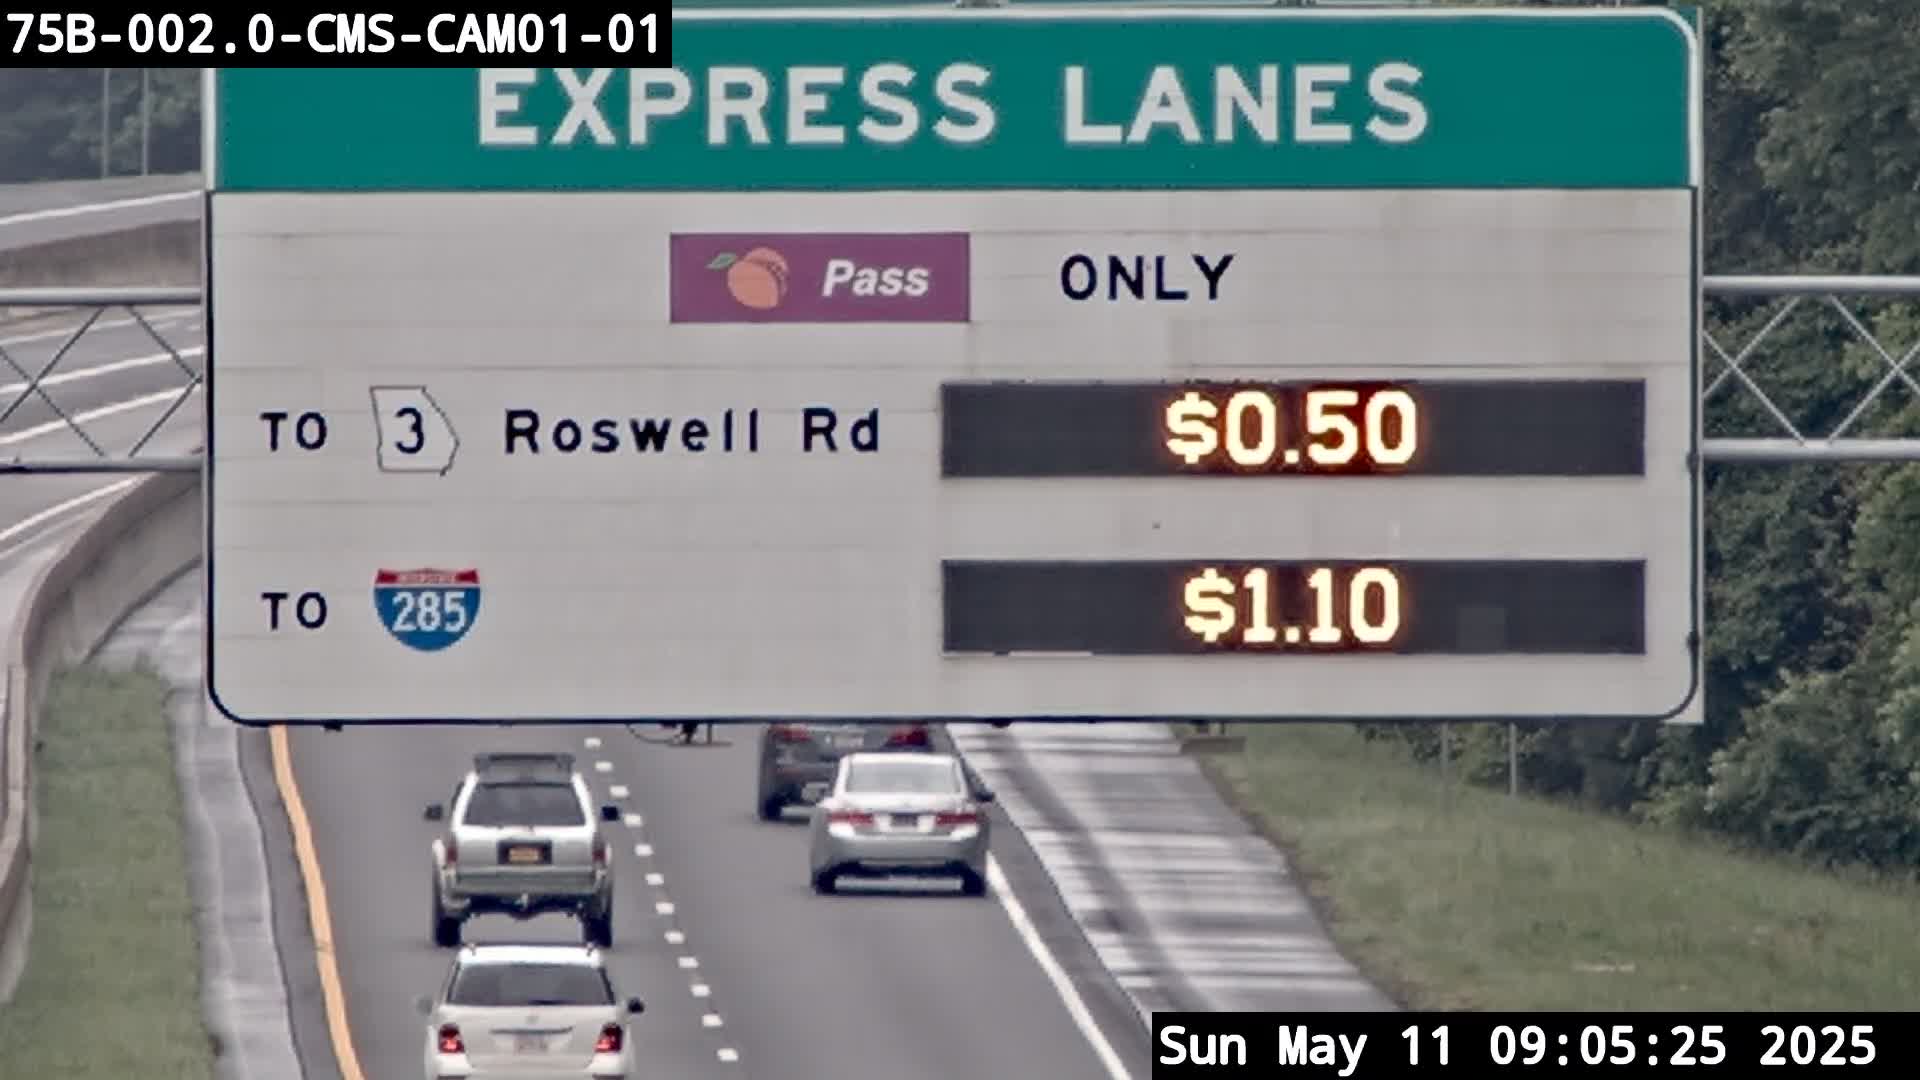 75B-002.0-CMS-CAM01-01
EXPRESS LANES
Pass ONLY
TO 3 Roswell Rd $0.50
TO 285 $1.10
Sun May 11 09:05:25 2025